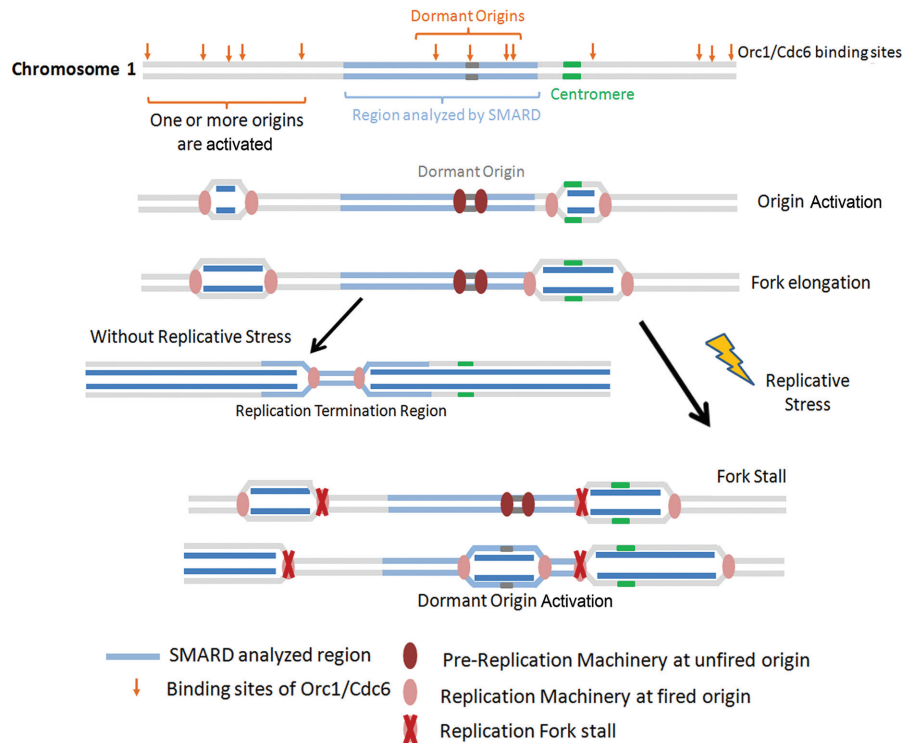 Dormant Origins
Orc1/Cdc6 binding sites
Chromosome 1
Centromere
Region analyzed by SMARD
One or more origins
are activated
Dormant Origin
Origin Activation
Fork elongation
Without Replicative Stress
Replicative
Stress
Replication Termination Region
Fork Stall
Dormant Origin Activation
SMARD analyzed region
Pre-Replication Machinery at unfired origin
Binding sites of Orc1/Cdc6
Replication Machinery at fired origin
Replication Fork stall